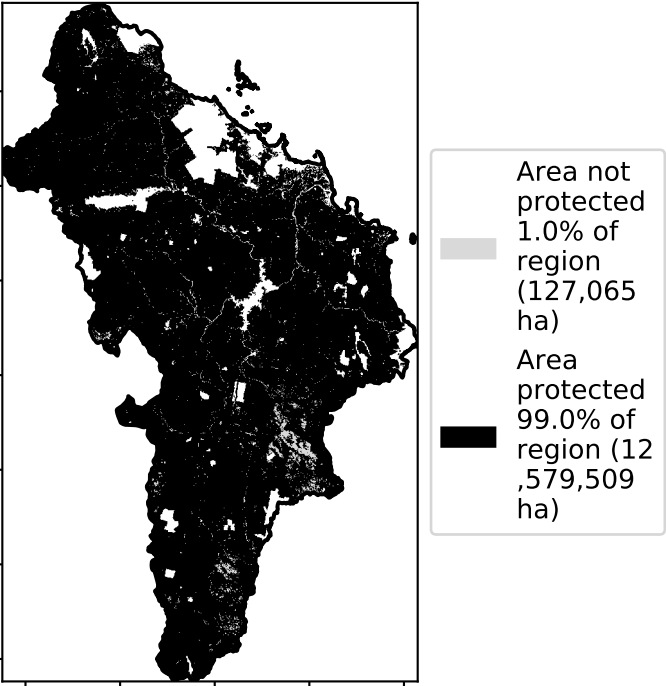 Area not
protected
1.0% of
region
(127,065
ha)
Area
protected
99.0% of
region (12
,579,509
ha)